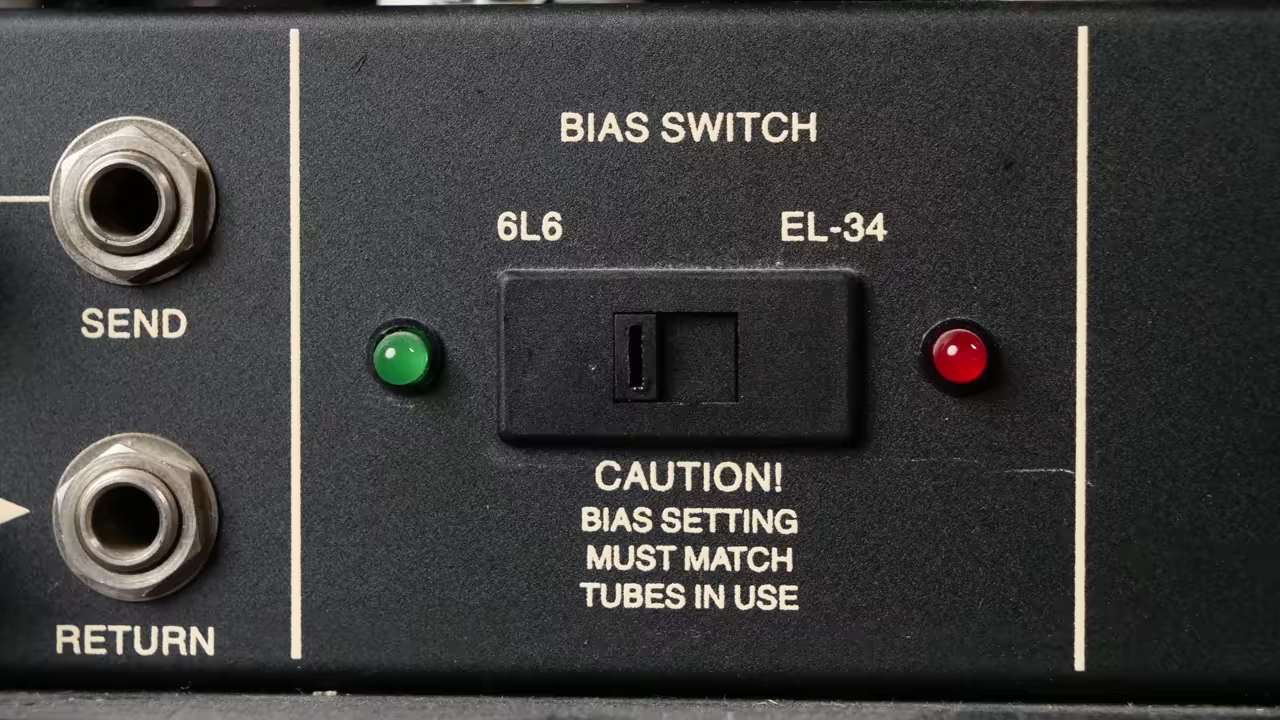 BIAS SWITCH
6L6
EL-34
SEND
CAUTION!
BIAS SETTING
MUST MATCH
TUBES IN USE
RETURN